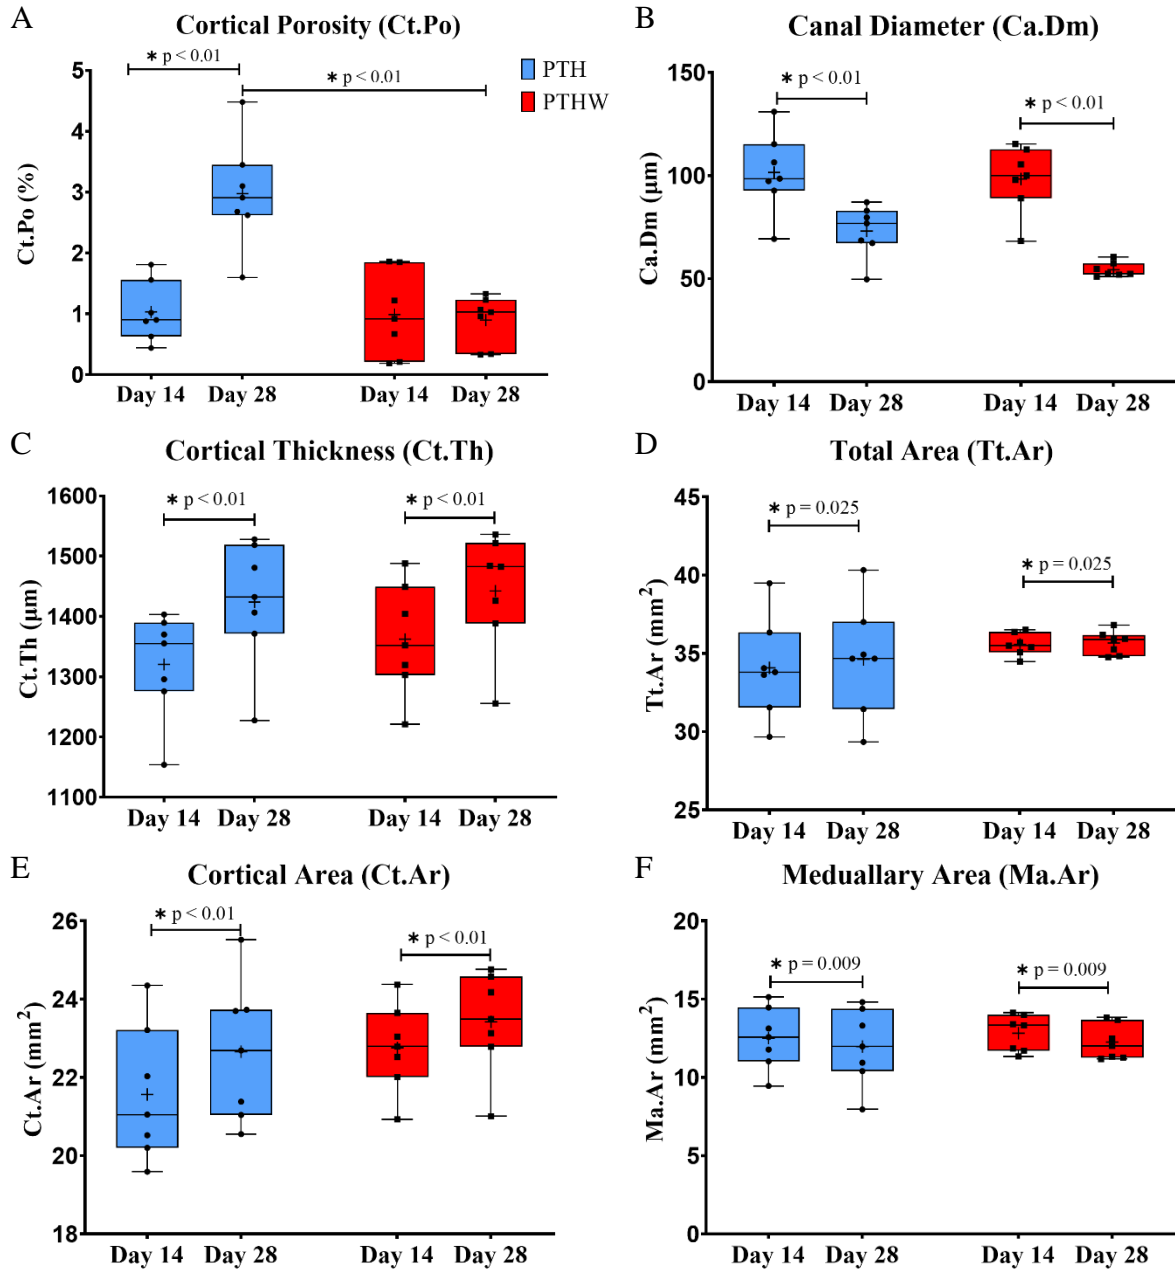 A
Cortical Porosity (Ct.Po)
* p < 0.01
* p < 0.01
PTH
PTHW
Ct.Po (%)
5
4
3
2
1
0
Day 14
Day 28
Day 14
Day 28
B
Canal Diameter (Ca.Dm)
* p < 0.01
* p < 0.01
Ca.Dm (µm)
150
100
50
0
Day 14
Day 28
Day 14
Day 28
C
Cortical Thickness (Ct.Th)
* p < 0.01
* p < 0.01
Ct.Th (µm)
1600
1500
1400
1300
1200
1100
Day 14
Day 28
Day 14
Day 28
D
Total Area (Tt.Ar)
* p = 0.025
* p = 0.025
Tt.Ar (mm²)
45
40
35
30
25
Day 14
Day 28
Day 14
Day 28
E
Cortical Area (Ct.Ar)
* p < 0.01
* p < 0.01
Ct.Ar (mm²)
26
24
22
20
18
Day 14
Day 28
Day 14
Day 28
F
Meduallary Area (Ma.Ar)
* p = 0.009
* p = 0.009
Ma.Ar (mm²)
20
15
10
5
0
Day 14
Day 28
Day 14
Day 28